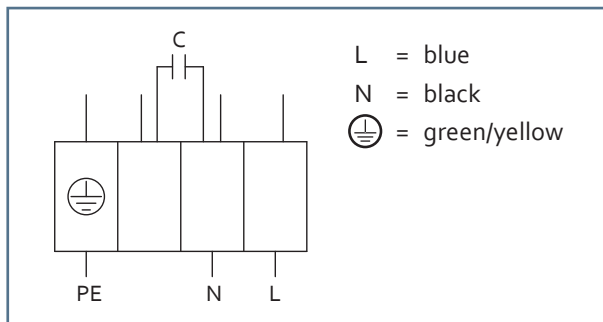 C
L = blue
N = black
= green/yellow
PE N L